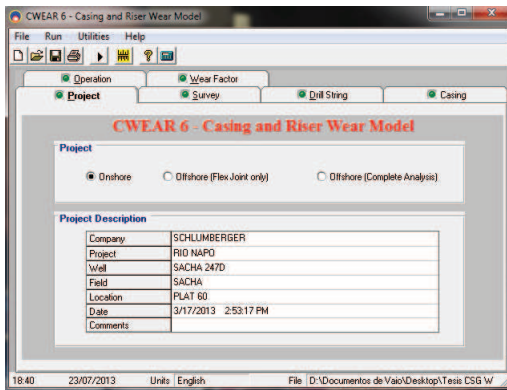 CWEAR 6 - Casing and Riser Wear Model
File Run Utilities Help
Operation Wear Factor
Project Survey Drill String Casing
CWEAR 6 - Casing and Riser Wear Model
Project
Onshore Offshore (Flex Joint only) Offshore (Complete Analysis)
Project Description
Company SCHLUMBERGER
Project RIO NAPO
Well SACHA 247D
Field SACHA
Location PLAT 60
Date 3/17/2013 2:53:17 PM
Comments
18:40 23/07/2013 Units English File D:\Documentos de Vaio\Desktop\Tesis CSG W